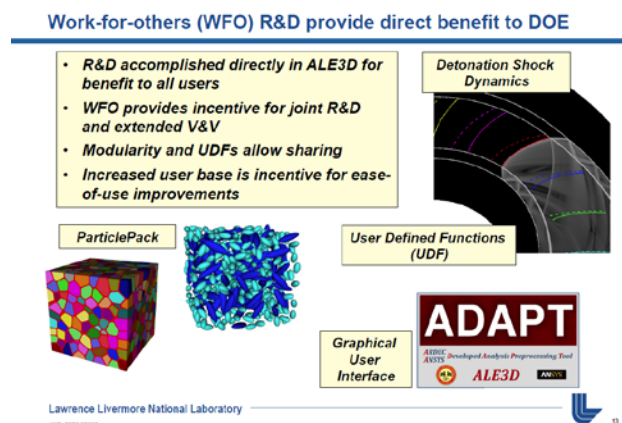 Work-for-others (WFO) R&D provide direct benefit to DOE
• R&D accomplished directly in ALE3D for
benefit to all users
• WFO provides incentive for joint R&D
and extended V&V
• Modularity and UDFs allow sharing
• Increased user base is incentive for ease-
of-use improvements
Detonation Shock
Dynamics
ParticlePack
User Defined Functions
(UDF)
Graphical
User
Interface
ADAPT
ARDEC
ANSYS Developed Analysis Preprocessing Tool
ALE3D
ANSYS
Lawrence Livermore National Laboratory
13